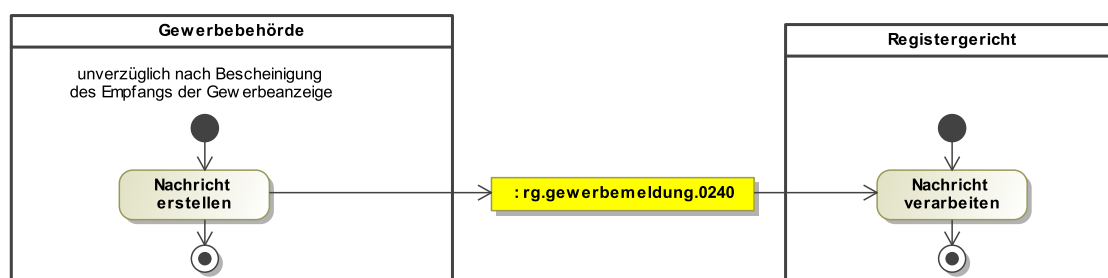 Gewerbebehörde
unverzüglich nach Bescheinigung
des Empfangs der Gewerbeanzeige
Nachricht
erstellen
: rg.gewerbemeldung.0240
Registergericht
Nachricht
verarbeiten